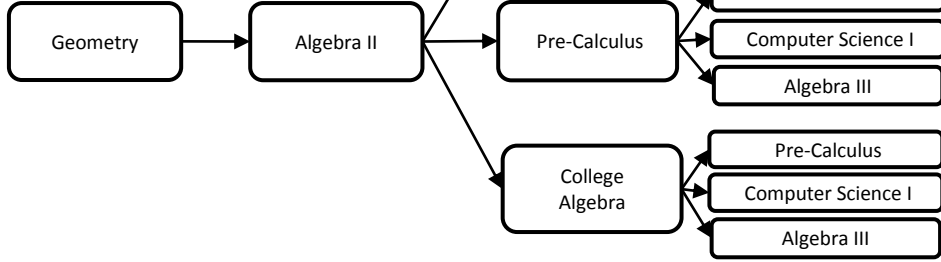 Geometry
Algebra II
Pre-Calculus
Computer Science I
Algebra III
College
Algebra
Pre-Calculus
Computer Science I
Algebra III